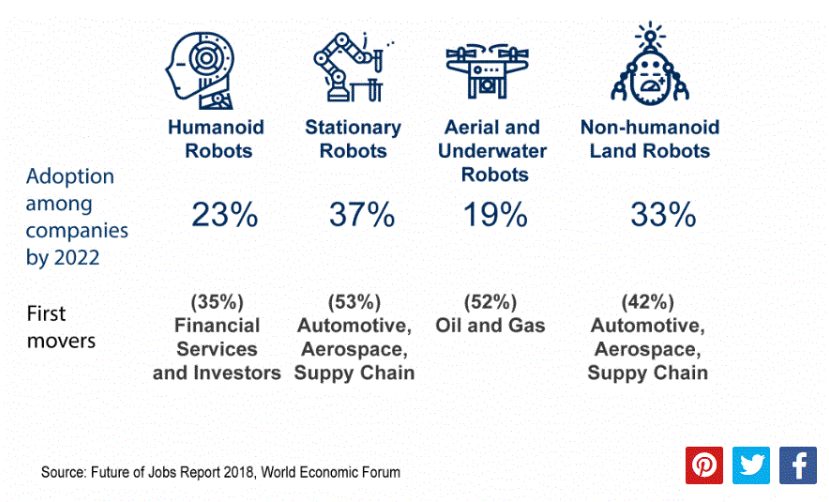 Humanoid
Robots
Stationary
Robots
Aerial and
Underwater
Robots
Non-humanoid
Land Robots
Adoption
among
companies
by 2022
23%
37%
19%
33%
First
movers
(35%)
Financial
Services
and Investors
(53%)
Automotive,
Aerospace,
Suppy Chain
(52%)
Oil and Gas
(42%)
Automotive,
Aerospace,
Suppy Chain
Source: Future of Jobs Report 2018, World Economic Forum